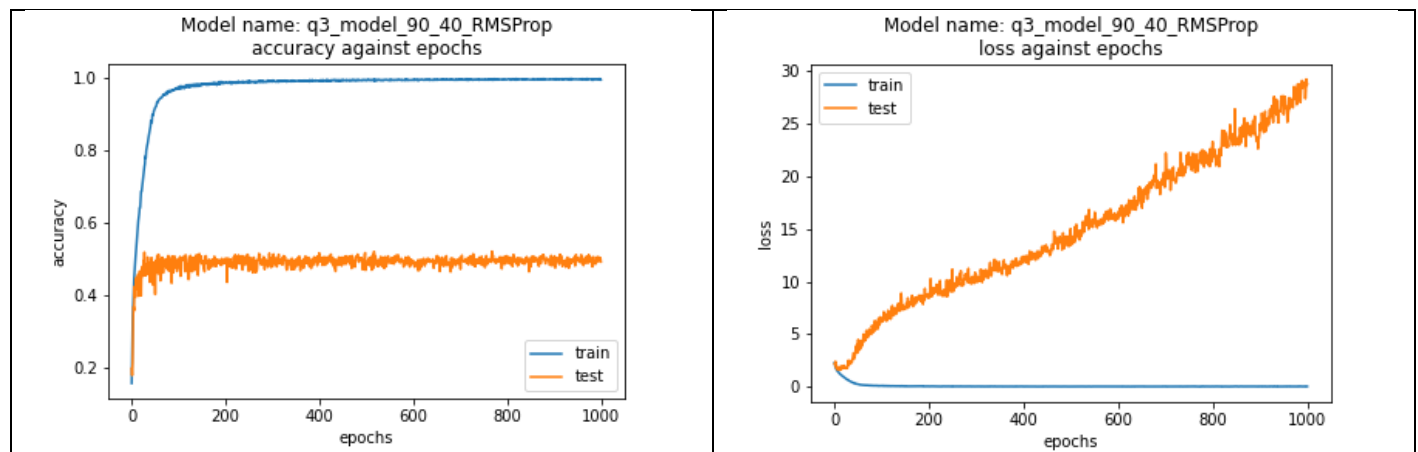 Model name: q3_model_90_40_RMSProp
accuracy against epochs
1.0
0.8
0.6
0.4
0.2
accuracy
train
test
0
200
400
600
800
1000
epochs
Model name: q3_model_90_40_RMSProp
loss against epochs
30
25
20
15
10
5
0
loss
train
test
0
200
400
600
800
1000
epochs